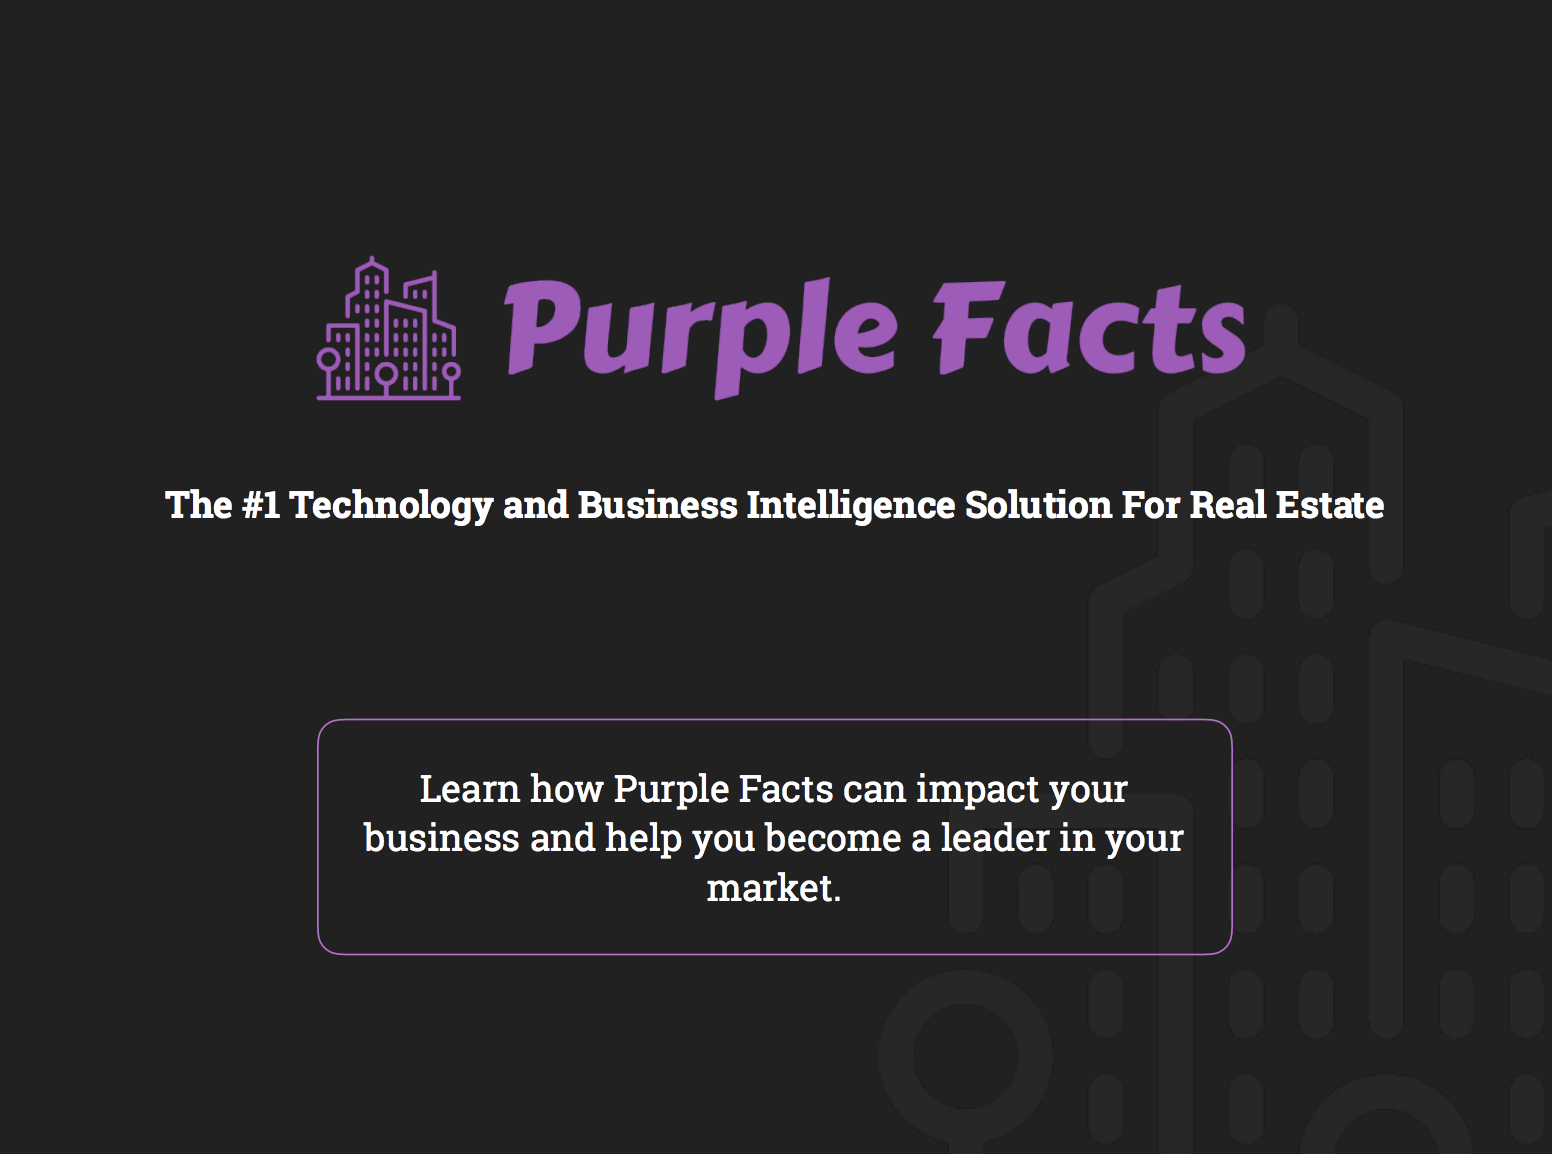 Purple Facts
The #1 Technology and Business Intelligence Solution For Real Estate
Learn how Purple Facts can impact your
business and help you become a leader in your
market.